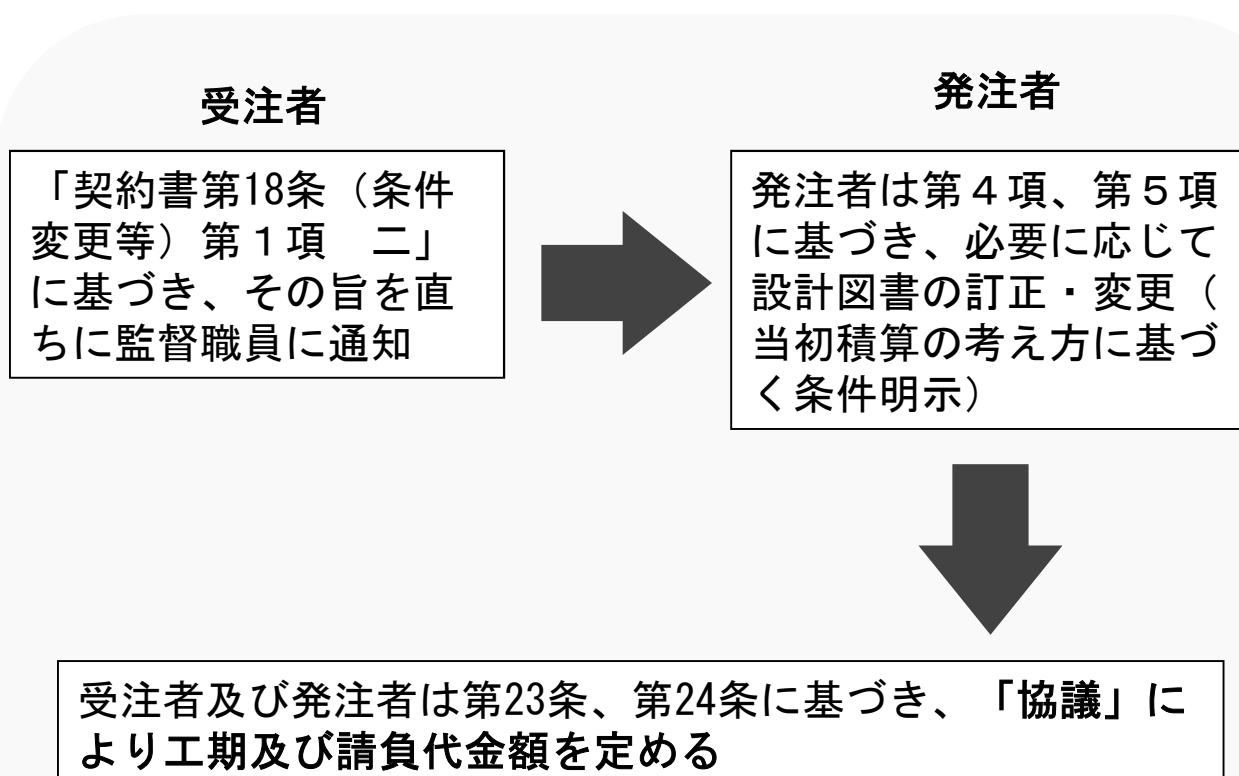 受注者
発注者
「契約書第18条（条件
変更等）第１項　二」
に基づき、その旨を直
ちに監督職員に通知
発注者は第４項、第５項
に基づき、必要に応じて
設計図書の訂正・変更（
当初積算の考え方に基づ
く条件明示）
受注者及び発注者は第23条、第24条に基づき、「協議」に
より工期及び請負代金額を定める